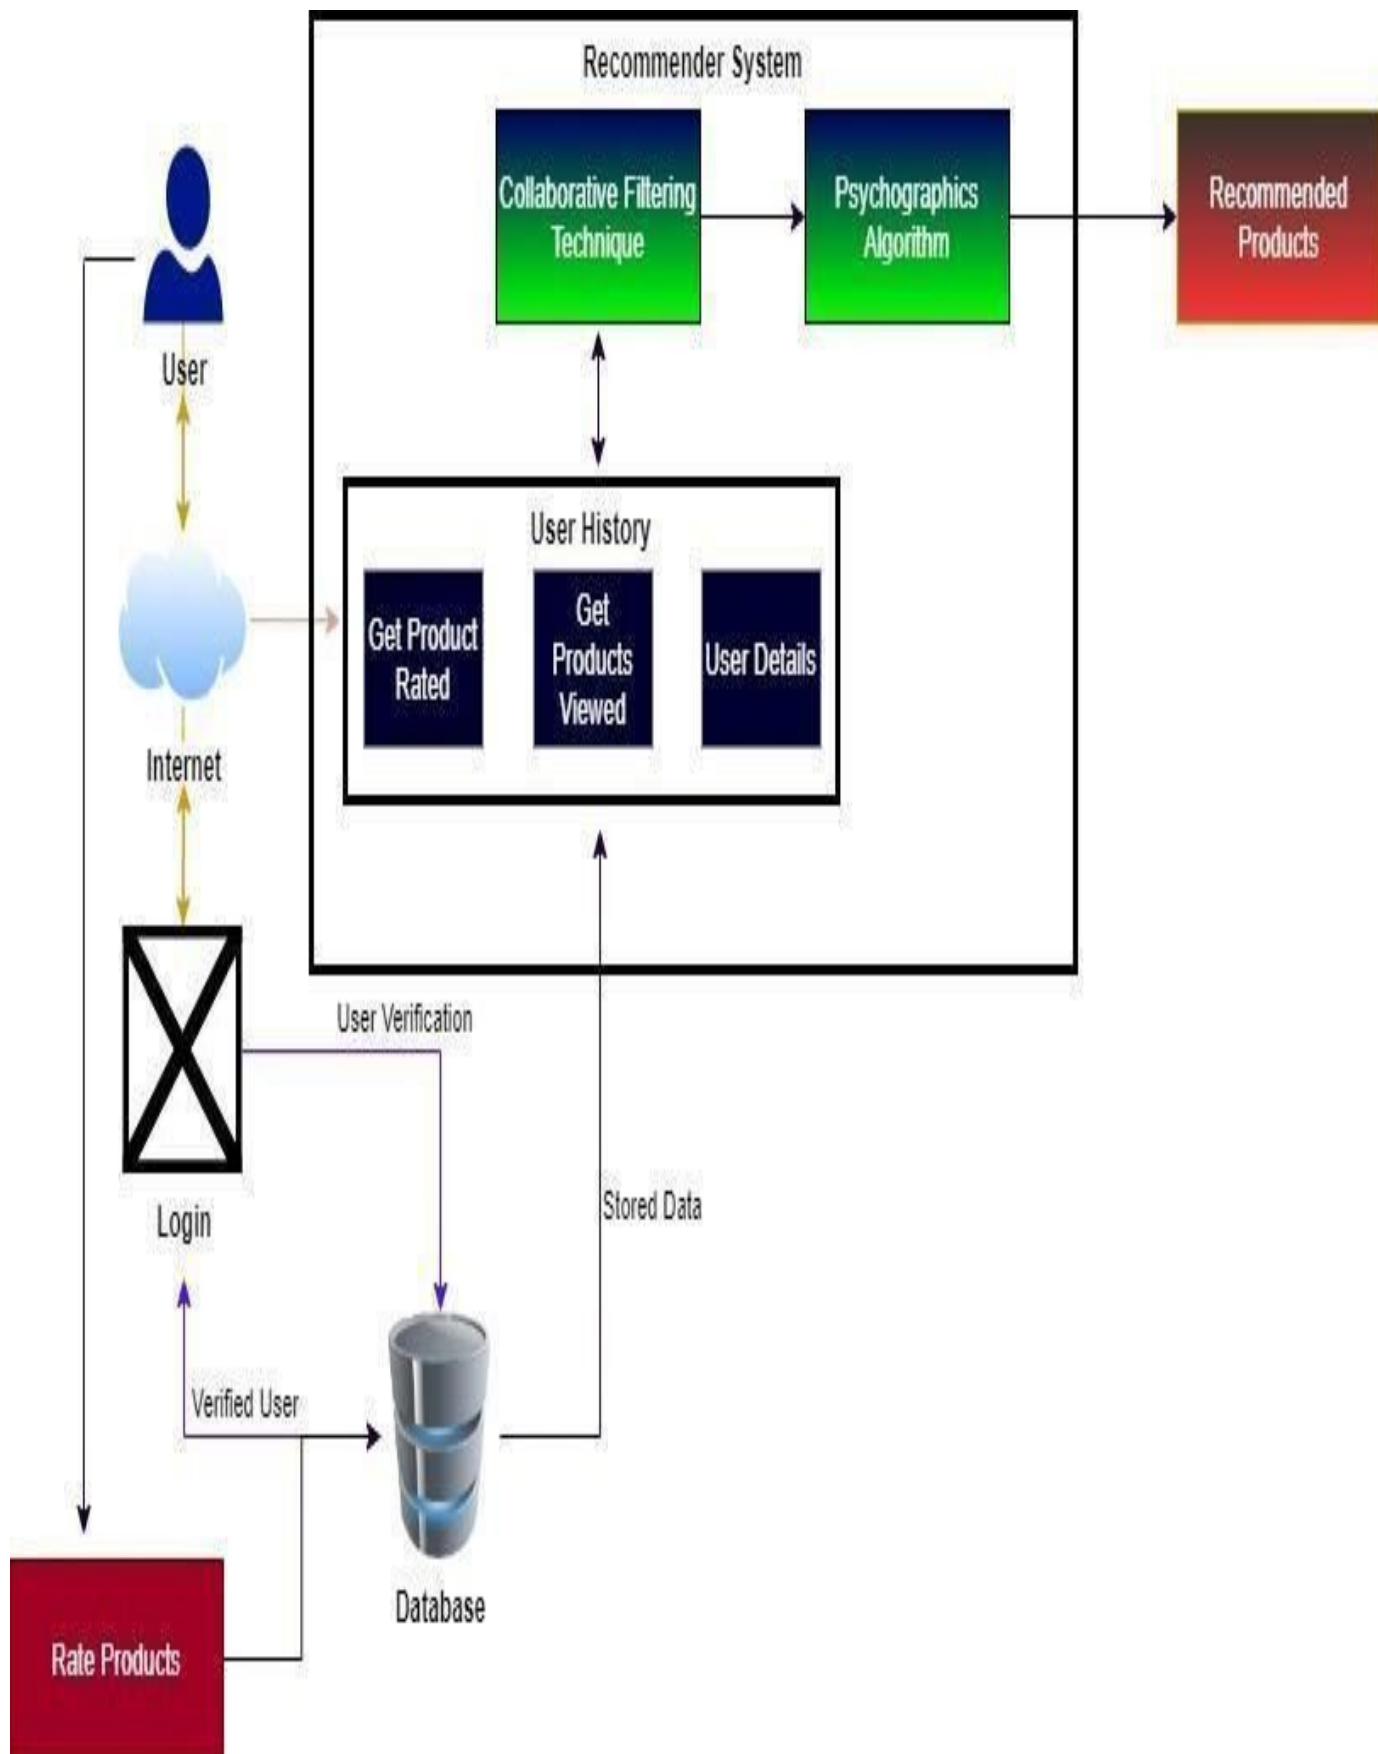 Recommender System
Collaborative Filtering
Technique
Psychographics
Algorithm
Recommended
Products
User
User History
Get Product
Rated
Get
Products
Viewed
User Details
Internet
User Verification
Login
Stored Data
Verified User
Database
Rate Products